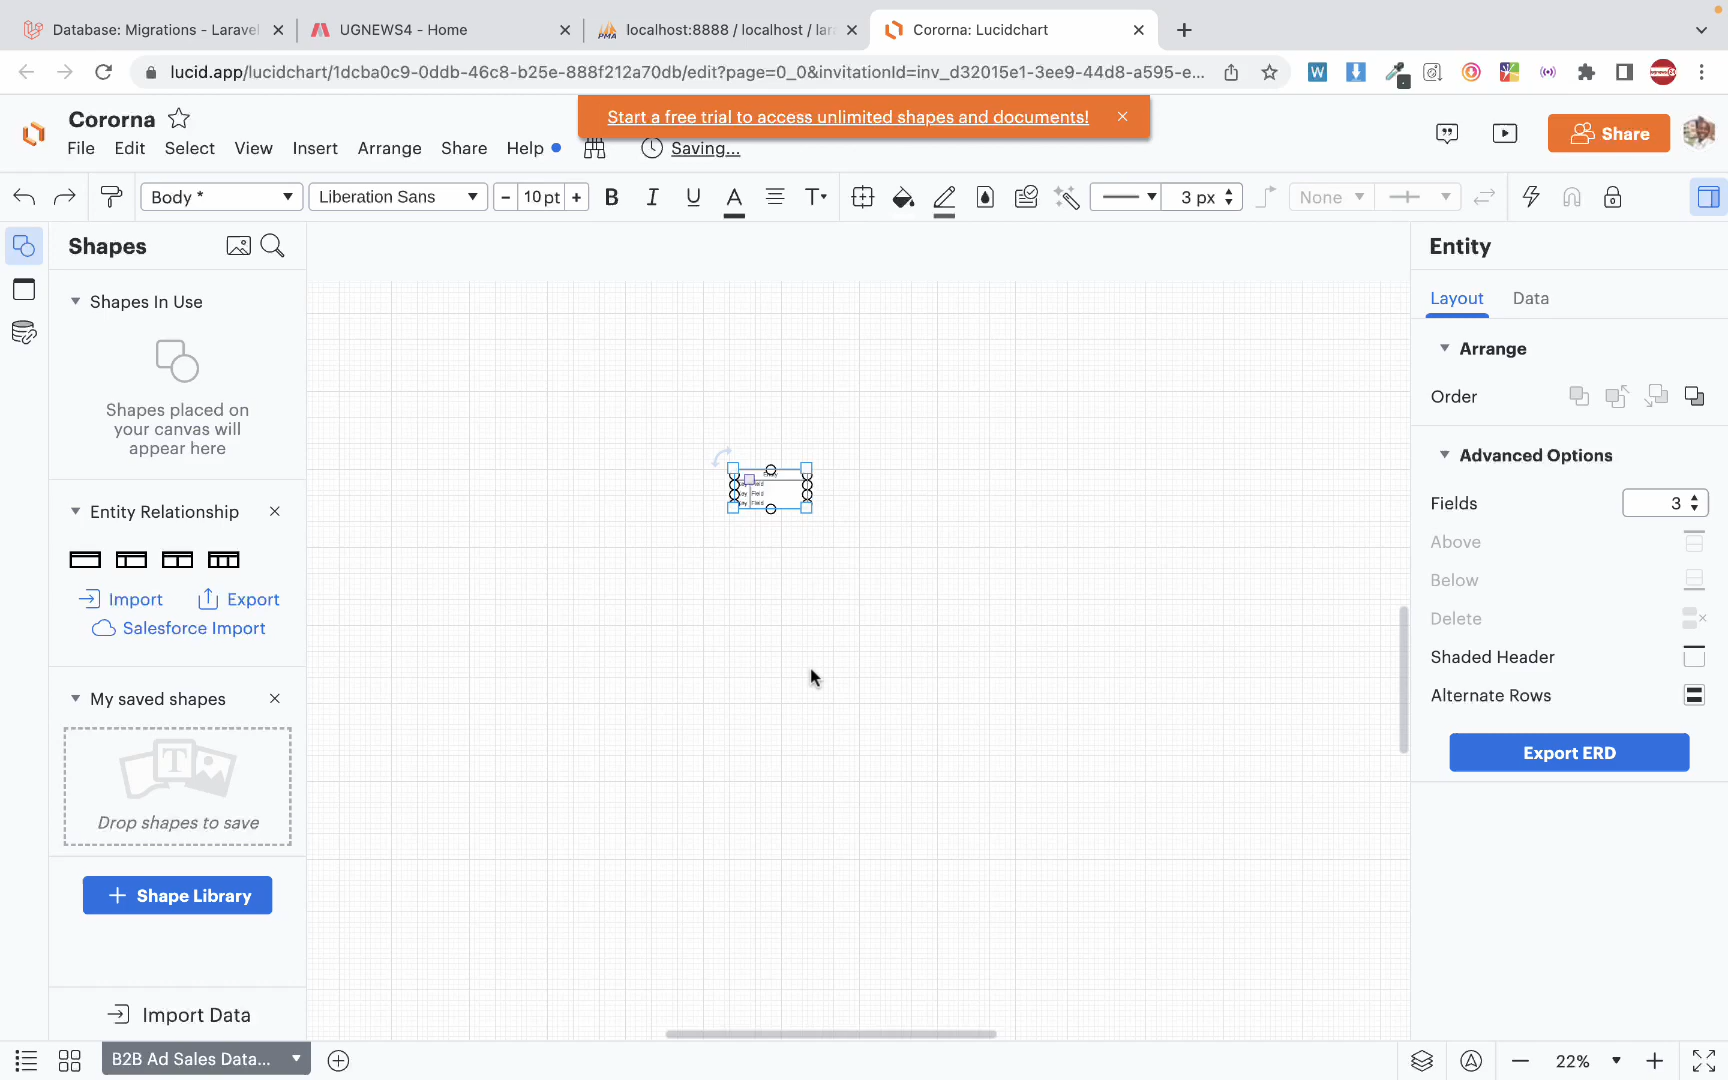 Database: Migrations - Laravel
UGNEWS4 - Home
localhost:8888 / localhost / lara
Cororna: Lucidchart
lucid.app/lucidchart/1dcba0c9-0ddb-46c8-b25e-888f212a70db/edit?page=0_0&invitationId=inv_d32015e1-3ee9-44d8-a595-e...
Cororna
Start a free trial to access unlimited shapes and documents!
Share
File Edit Select View Insert Arrange Share Help
Saving...
Body *
Liberation Sans
- 10 pt +
B I U A T
3 px
None
Shapes
Shapes In Use
Shapes placed on
your canvas will
appear here
Entity Relationship
Import
Export
Salesforce Import
My saved shapes
T
Drop shapes to save
+ Shape Library
Import Data
Field
Field
Field
Entity
Layout
Data
Arrange
Order
Advanced Options
Fields
3
Above
Below
Delete
Shaded Header
Alternate Rows
Export ERD
B2B Ad Sales Data...
22%